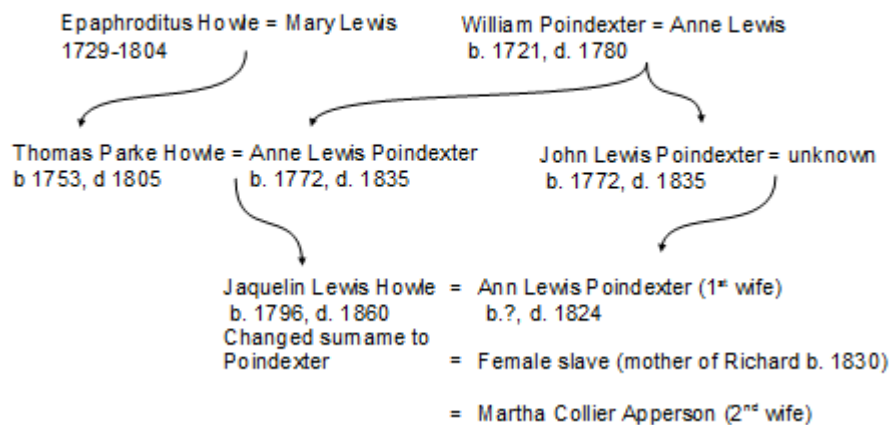 Epaphroditus Howle = Mary Lewis
1729-1804
William Poindexter = Anne Lewis
b. 1721, d. 1780
Thomas Parke Howle = Anne Lewis Poindexter
b 1753, d 1805
b. 1772, d. 1835
John Lewis Poindexter = unknown
b. 1772, d. 1835
Jaquelin Lewis Howle = Ann Lewis Poindexter (1st wife)
b. 1796, d. 1860
b.?, d. 1824
Changed surname to
Poindexter = Female slave (mother of Richard b. 1830)
= Martha Collier Apperson (2nd wife)